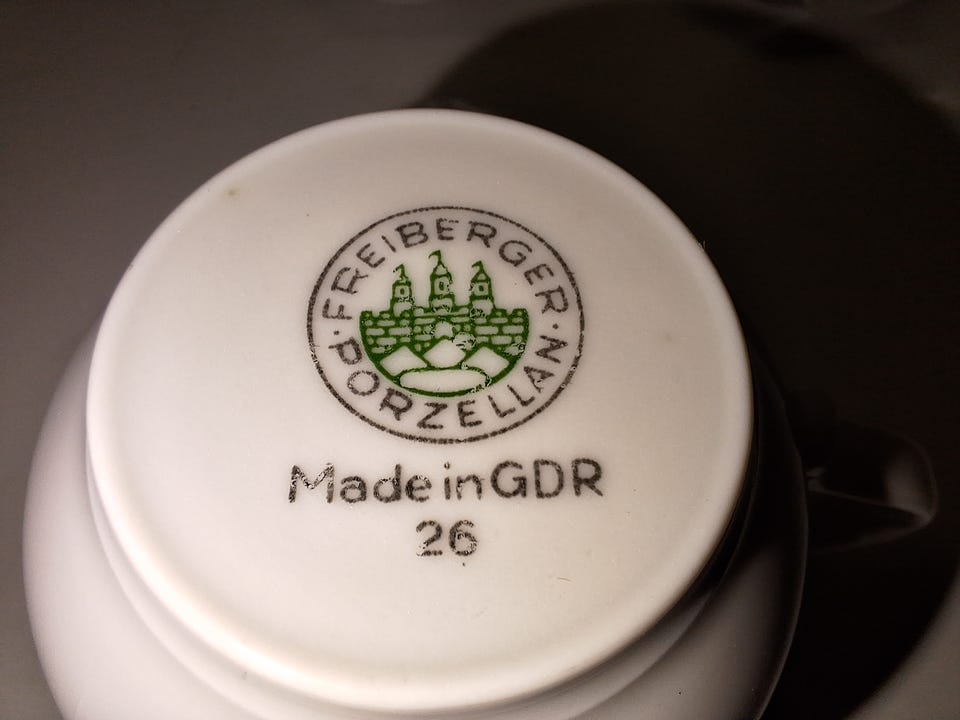 ·FREIBERGER·
PORZELLAN
Made in GDR
26